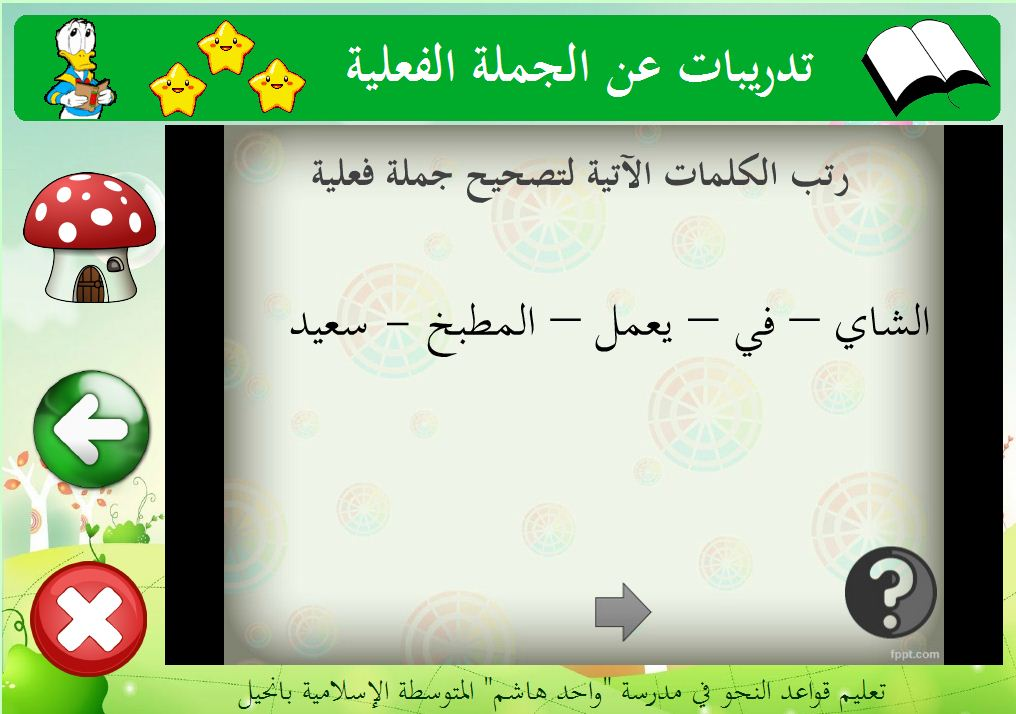 تدريبات عن الجملة الفعلية
رتب الكلمات الآتية لتصحيح جملة فعلية
الشاي – في – يعمل – المطبخ – سعيد
?
fppt.com
تعليم قواعد النحو في مدرسة "واحد هاشم" المتوسطة الإسلامية بانحيل